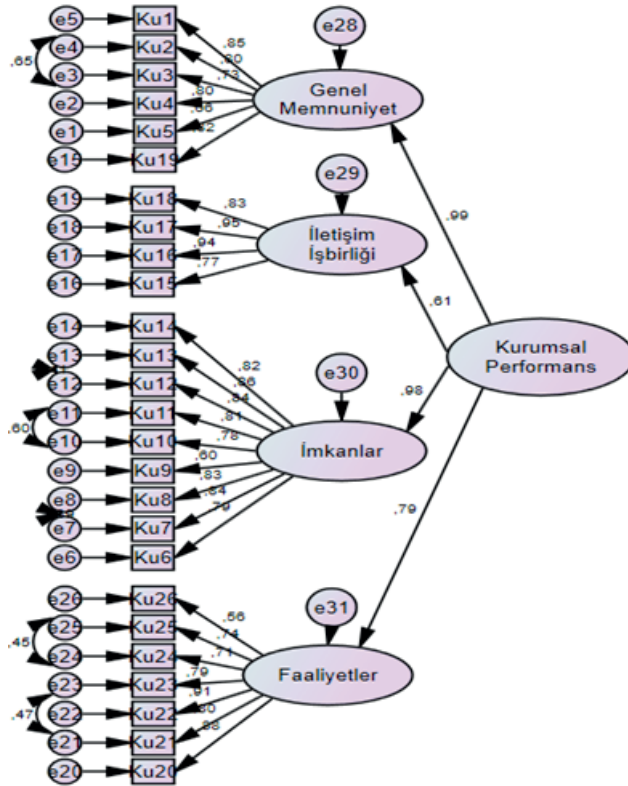 e5 Ku1
e4 Ku2
e3 Ku3
e2 Ku4
e1 Ku5
e15 Ku19
,65
,85
,80
,73
,80
e28
Genel
Memnuniyet
e19 Ku18
e18 Ku17
e17 Ku16
e16 Ku15
,83
,95
,94
,77
e29
İletişim
İşbirliği
,99
,61
,98
,79
Kurumsal
Performans
e14 Ku14
e13 Ku13
e12 Ku12
e11 Ku11
e10 Ku10
e9 Ku9
e8 Ku8
e7 Ku7
e6 Ku6
,60
,82
,86
,84
,81
,78
,60
,83
,84
,79
e30
İmkanlar
e26 Ku26
e25 Ku25
e24 Ku24
e23 Ku23
e22 Ku22
e21 Ku21
e20 Ku20
,45
,47
,56
,74
,71
,79
,91
,88
e31
Faaliyetler